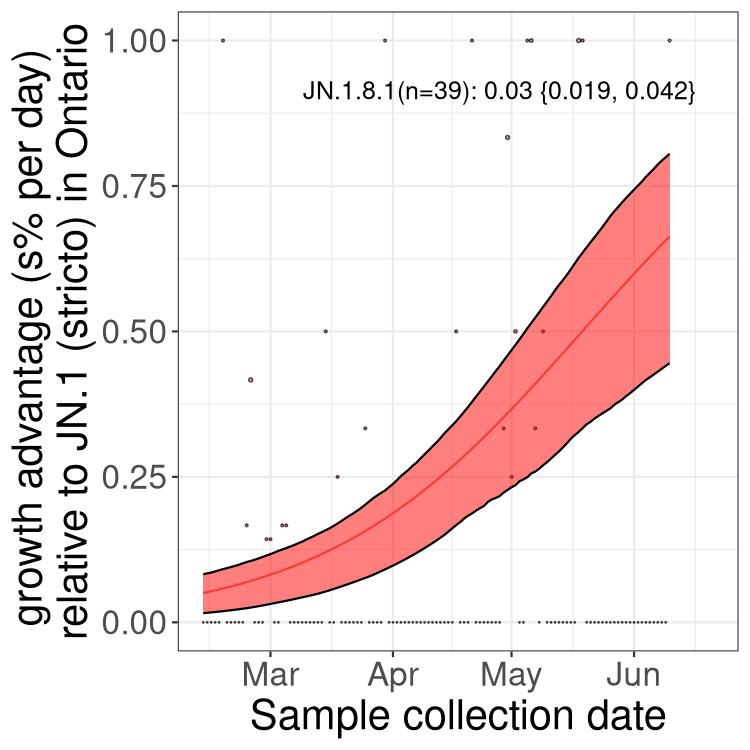 growth advantage (s% per day)
relative to JN.1 (stricto) in Ontario
1.00
0.75
0.50
0.25
0.00
JN.1.8.1(n=39): 0.03 {0.019, 0.042}
Mar Apr May Jun
Sample collection date